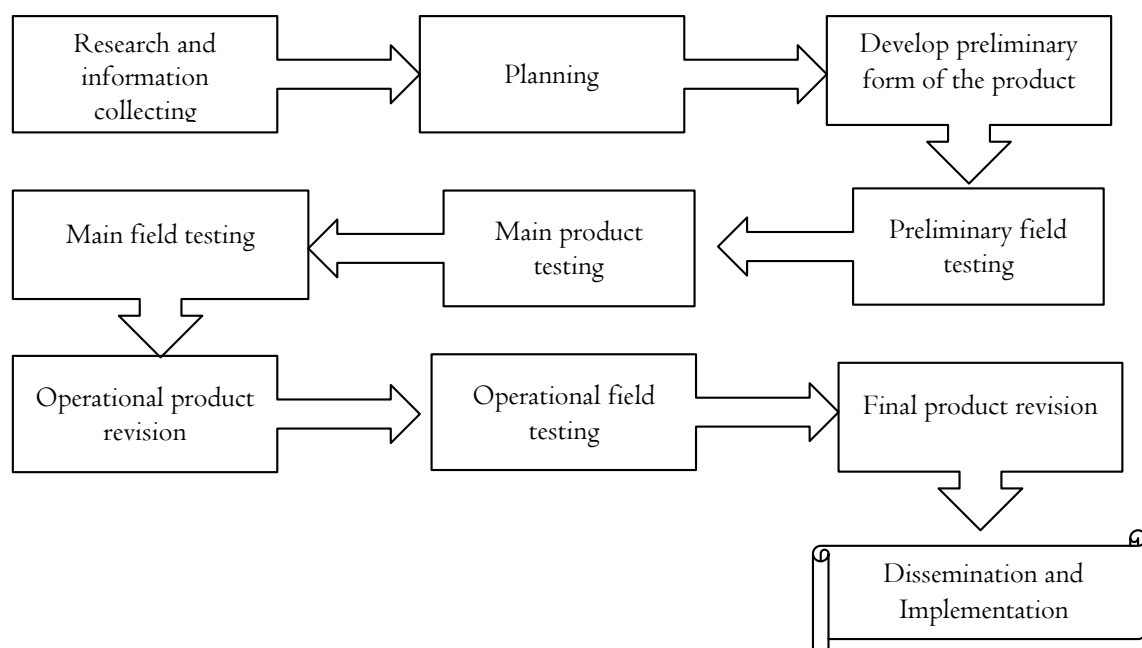 Research and
information
collecting
Planning
Develop preliminary
form of the product
Preliminary field
testing
Main product
testing
Main field testing
Operational product
revision
Operational field
testing
Final product revision
Dissemination and
Implementation